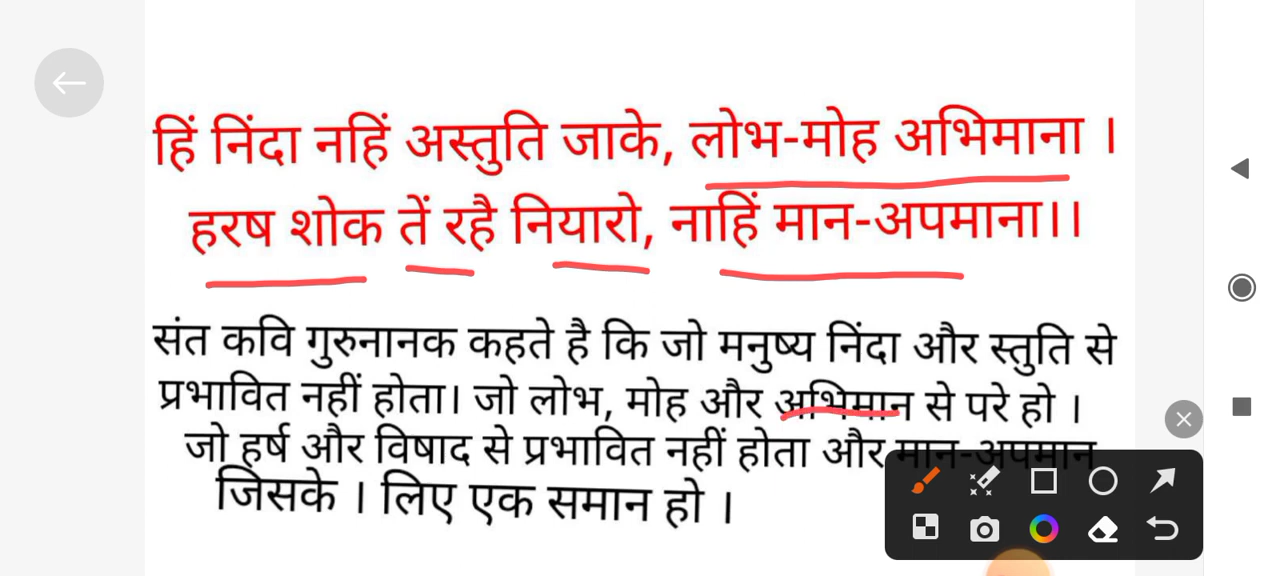 हिं निंदा नहिं अस्तुति जाके, लोभ-मोह अभिमाना ।
हरष शोक तें रहै नियारो, नाहिं मान-अपमाना।।
संत कवि गुरुनानक कहते है कि जो मनुष्य निंदा और स्तुति से
प्रभावित नहीं होता। जो लोभ, मोह और अभिमान से परे हो ।
जो हर्ष और विषाद से प्रभावित नहीं होता और मान-अपमान
जिसके । लिए एक समान हो ।